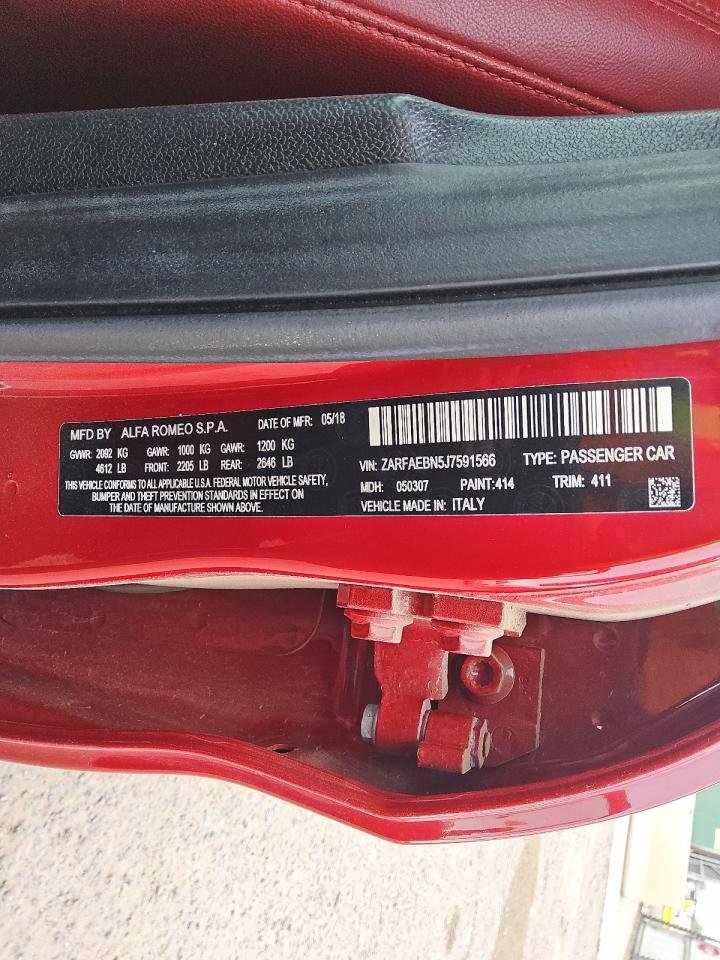 MFD BY ALFA ROMEO S.P.A. DATE OF MFR: 05/18
GVWR: 2092 KG GAWR: 1000 KG GAWR: 1200 KG
4612 LB FRONT: 2205 LB REAR: 2646 LB
THIS VEHICLE CONFORMS TO ALL APPLICABLE U.S.A. FEDERAL MOTOR VEHICLE SAFETY,
BUMPER AND THEFT PREVENTION STANDARDS IN EFFECT ON
THE DATE OF MANUFACTURE SHOWN ABOVE.
VIN: ZARFAEBN5J7591566 TYPE: PASSENGER CAR
MDH: 050307 PAINT:414 TRIM: 411
VEHICLE MADE IN: ITALY